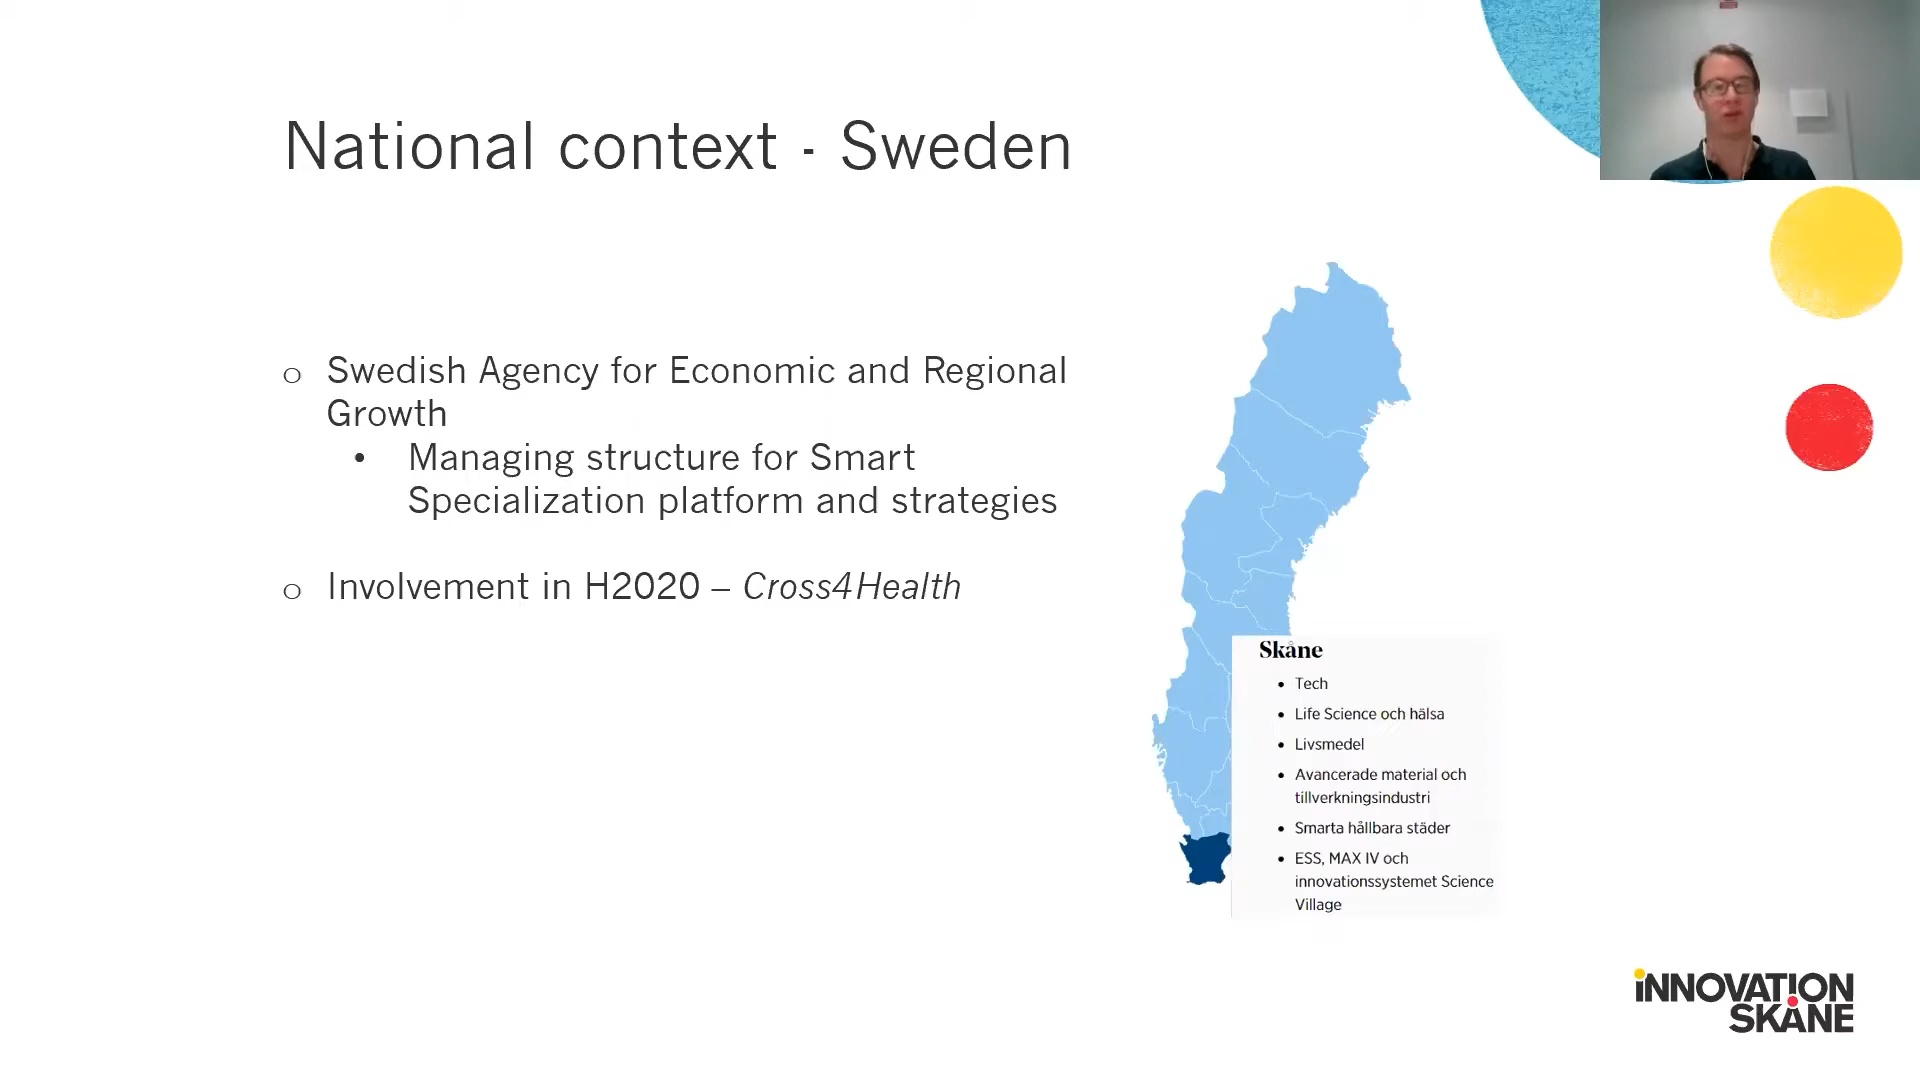 National context - Sweden
o Swedish Agency for Economic and Regional
Growth
• Managing structure for Smart
Specialization platform and strategies
o Involvement in H2020 – Cross4Health
Skåne
• Tech
• Life Science och hälsa
• Livsmedel
• Avancerade material och
tillverkningsindustri
• Smarta hållbara städer
• ESS, MAX IV och
innovationssystemet Science
Village
INNOVATION
SKÅNE